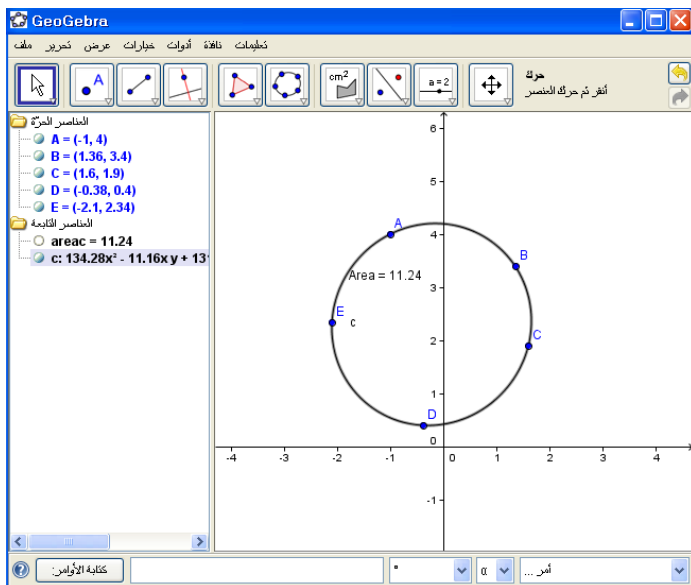 GeoGebra
ملف تحرير عرض خيارات أدوات نافذة تعليمات
A
cm²
a = 2
حرك
أنقر ثم حرك العنصر
العناصر الحرّة
A = (-1, 4)
B = (1.36, 3.4)
C = (1.6, 1.9)
D = (-0.38, 0.4)
E = (-2.1, 2.34)
العناصر التابعة
areac = 11.24
c: 134.28x² - 11.16x y + 13
6
5
4
3
2
1
0
-1
-4 -3 -2 -1 0 1 2 3 4
A
B
Area = 11.24
E
c
C
D
كتابة الأوامر:
°
α
أمر ...